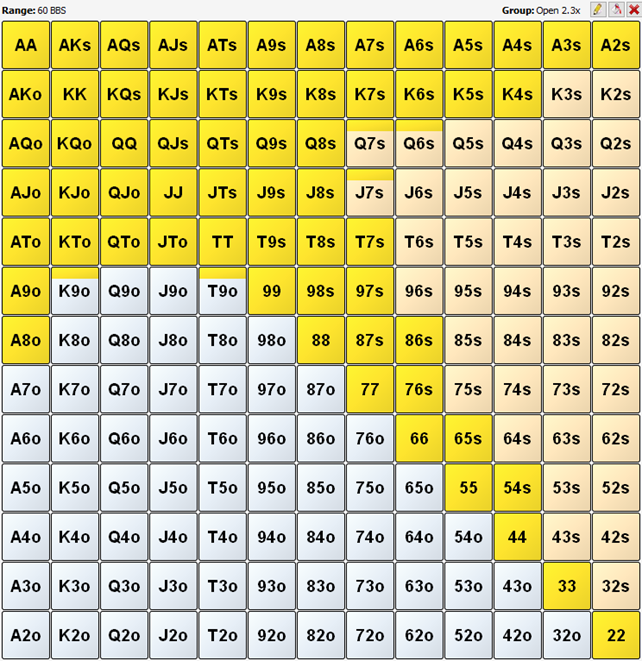 Range: 60 BBS Group: Open 2.3x
AA AKs AQs AJs ATs A9s A8s A7s A6s A5s A4s A3s A2s
AKo KK KQs KJs KTs K9s K8s K7s K6s K5s K4s K3s K2s
AQo KQo QQ QJs QTs Q9s Q8s Q7s Q6s Q5s Q4s Q3s Q2s
AJo KJo QJo JJ JTs J9s J8s J7s J6s J5s J4s J3s J2s
ATo KTo QTo JTo TT T9s T8s T7s T6s T5s T4s T3s T2s
A9o K9o Q9o J9o T9o 99 98s 97s 96s 95s 94s 93s 92s
A8o K8o Q8o J8o T8o 98o 88 87s 86s 85s 84s 83s 82s
A7o K7o Q7o J7o T7o 97o 87o 77 76s 75s 74s 73s 72s
A6o K6o Q6o J6o T6o 96o 86o 76o 66 65s 64s 63s 62s
A5o K5o Q5o J5o T5o 95o 85o 75o 65o 55 54s 53s 52s
A4o K4o Q4o J4o T4o 94o 84o 74o 64o 54o 44 43s 42s
A3o K3o Q3o J3o T3o 93o 83o 73o 63o 53o 43o 33 32s
A2o K2o Q2o J2o T2o 92o 82o 72o 62o 52o 42o 32o 22